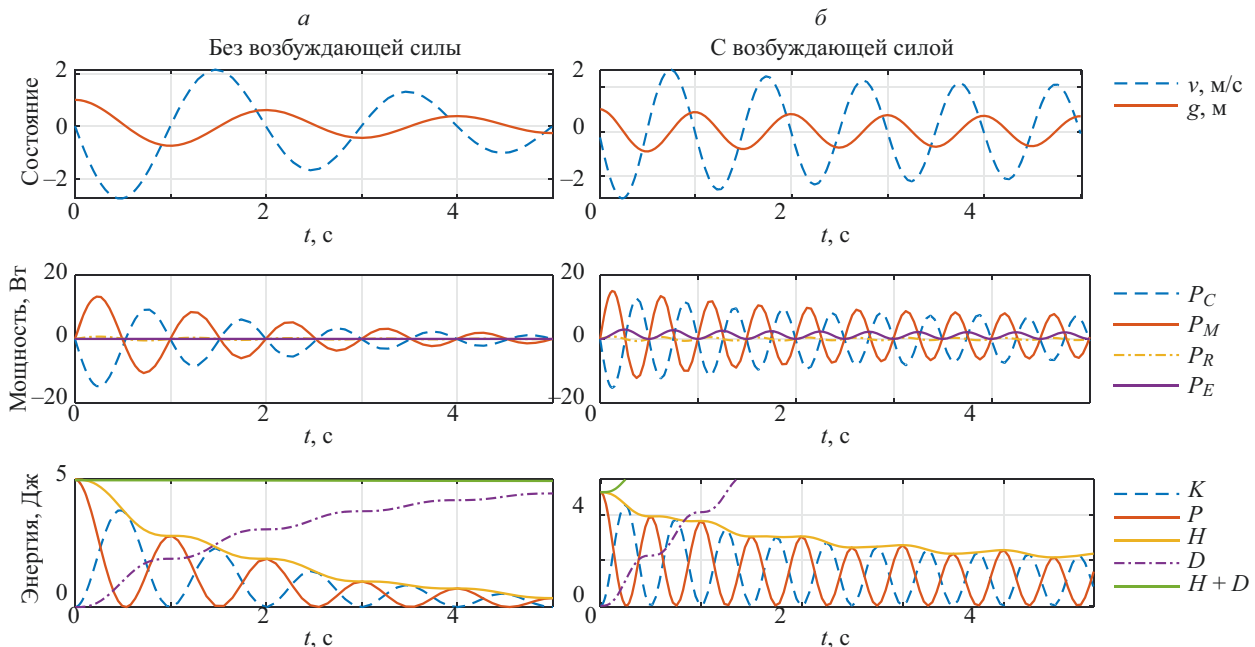 а
Без возбуждающей силы
Состояние
2
0
–2
0
2
4
t, с
б
С возбуждающей силой
2
0
–2
0
2
4
t, с
v, м/с
g, м
Мощность, Вт
20
0
–20
0
2
4
t, с
20
0
–20
0
2
4
t, с
P_C
P_M
P_R
P_E
Энергия, Дж
5
0
0
2
4
t, с
4
2
0
0
2
4
t, с
K
P
H
D
H + D